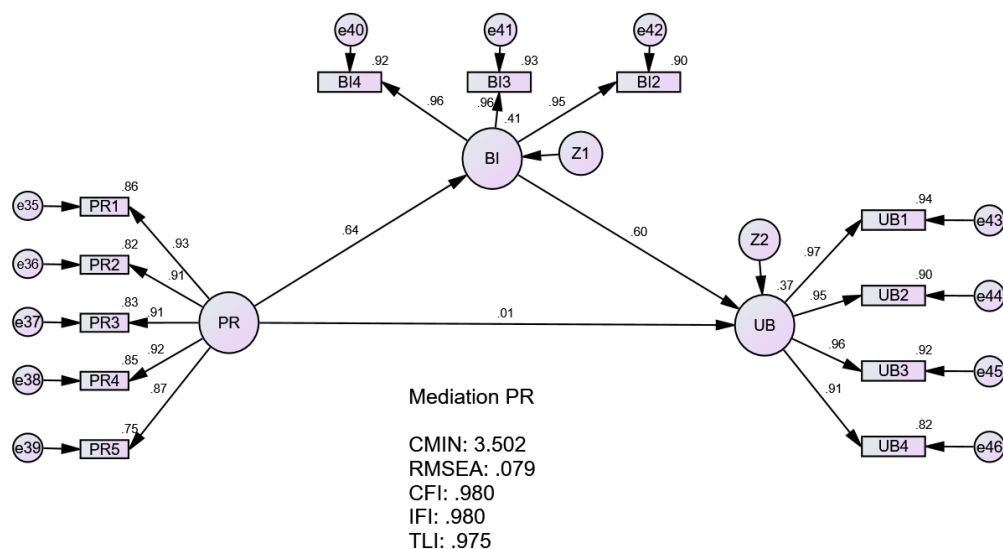 e40
e41
e42
.92
.93
.90
BI4
BI3
BI2
.96
.96
.95
.41
BI
Z1
.86
e35
PR1
.93
.82
e36
PR2
.91
.83
e37
PR3
.91
.85
e38
PR4
.92
.75
e39
PR5
.87
PR
.64
.60
.01
Z2
.37
UB
.94
UB1
e43
.97
.90
UB2
e44
.95
.92
UB3
e45
.96
.82
UB4
e46
.91
Mediation PR
CMIN: 3.502
RMSEA: .079
CFI: .980
IFI: .980
TLI: .975